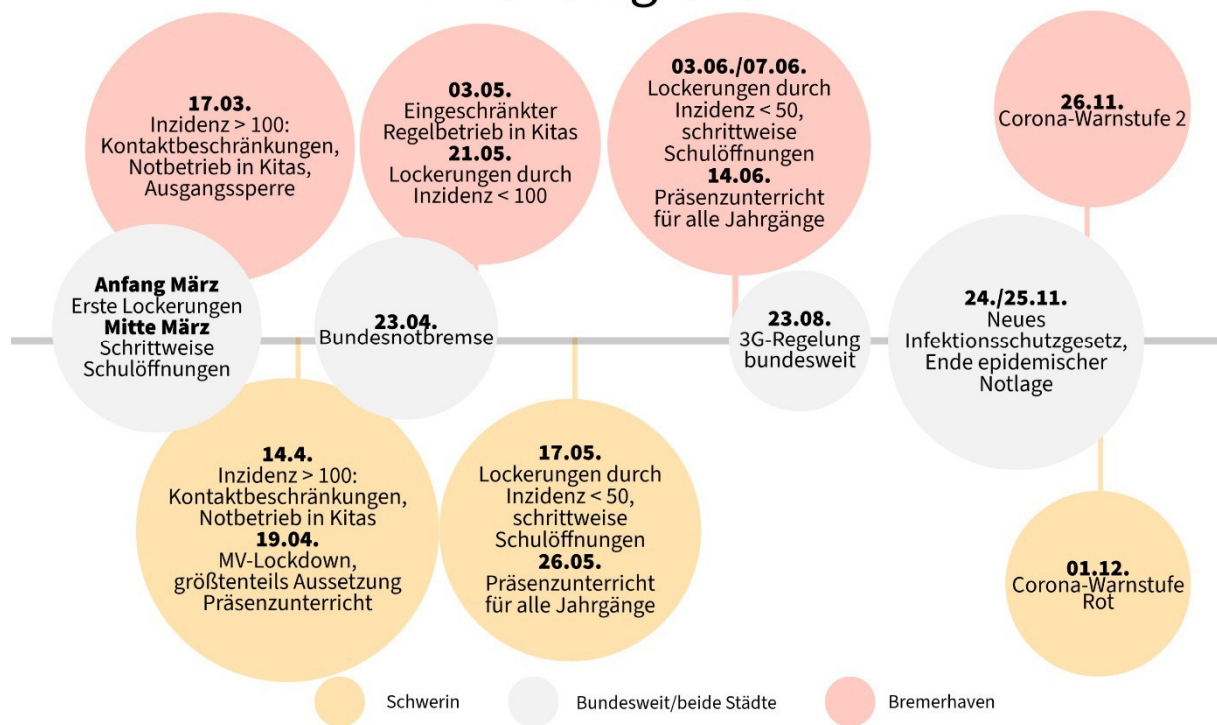 17.03.
Inzidenz > 100:
Kontaktbeschränkungen,
Notbetrieb in Kitas,
Ausgangssperre
03.05.
Eingeschränkter
Regelbetrieb in Kitas
21.05.
Lockerungen durch
Inzidenz < 100
03.06./07.06.
Lockerungen durch
Inzidenz < 50,
schrittweise
Schulöffnungen
14.06.
Präsenzunterricht
für alle Jahrgänge
26.11.
Corona-Warnstufe 2
Anfang März
Erste Lockerungen
Mitte März
Schrittweise
Schulöffnungen
23.04.
Bundesnotbremse
23.08.
3G-Regelung
bundesweit
24./25.11.
Neues
Infektionsschutzgesetz,
Ende epidemischer
Notlage
14.4.
Inzidenz > 100:
Kontaktbeschränkungen,
Notbetrieb in Kitas
19.04.
MV-Lockdown,
größtenteils Aussetzung
Präsenzunterricht
17.05.
Lockerungen durch
Inzidenz < 50,
schrittweise
Schulöffnungen
26.05.
Präsenzunterricht
für alle Jahrgänge
01.12.
Corona-Warnstufe
Rot
Schwerin
Bundesweit/beide Städte
Bremerhaven